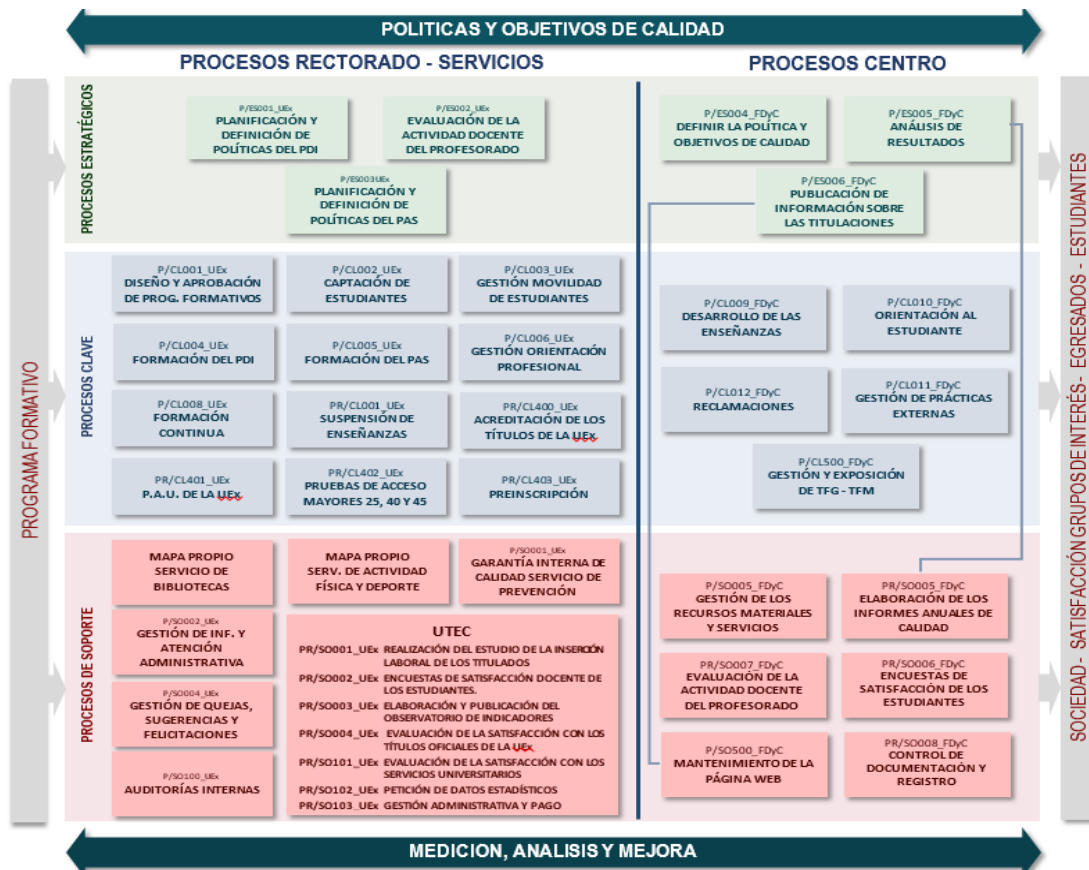 POLITICAS Y OBJETIVOS DE CALIDAD
PROCESOS RECTORADO - SERVICIOS
PROCESOS CENTRO
PROGRAMA FORMATIVO
PROCESOS ESTRATÉGICOS
P/ES001_UEx
PLANIFICACIÓN Y
DEFINICIÓN DE
POLÍTICAS DEL PDI
P/ES002_UEx
EVALUACIÓN DE LA
ACTIVIDAD DOCENTE
DEL PROFESORADO
P/ES003UEx
PLANIFICACIÓN Y
DEFINICIÓN DE
POLÍTICAS DEL PAS
P/ES004_FDyC
DEFINIR LA POLÍTICA Y
OBJETIVOS DE CALIDAD
P/ES005_FDyC
ANÁLISIS DE
RESULTADOS
P/ES006_FDyC
PUBLICACIÓN DE
INFORMACIÓN SOBRE
LAS TITULACIONES
PROCESOS CLAVE
P/CL001_UEx
DISEÑO Y APROBACIÓN
DE PROG. FORMATIVOS
P/CL002_UEx
CAPTACIÓN DE
ESTUDIANTES
P/CL003_UEx
GESTIÓN MOVILIDAD
DE ESTUDIANTES
P/CL004_UEx
FORMACIÓN DEL PDI
P/CL005_UEx
FORMACIÓN DEL PAS
P/CL006_UEx
GESTIÓN ORIENTACIÓN
PROFESIONAL
P/CL008_UEx
FORMACIÓN
CONTINUA
PR/CL001_UEx
SUSPENSIÓN DE
ENSEÑANZAS
PR/CL400_UEx
ACREDITACIÓN DE LOS
TÍTULOS DE LA UEx
PR/CL401_UEx
P.A.U. DE LA UEx
PR/CL402_UEx
PRUEBAS DE ACCESO
MAYORES 25, 40 Y 45
PR/CL403_UEx
PREINSCRIPCIÓN
P/CL009_FDyC
DESARROLLO DE LAS
ENSEÑANZAS
P/CL010_FDyC
ORIENTACIÓN AL
ESTUDIANTE
P/CL012_FDyC
RECLAMACIONES
P/CL011_FDyC
GESTIÓN DE PRÁCTICAS
EXTERNAS
P/CL500_FDyC
GESTIÓN Y EXPOSICIÓN
DE TFG - TFM
PROCESOS DE SOPORTE
MAPA PROPIO
SERVICIO DE
BIBLIOTECAS
MAPA PROPIO
SERV. DE ACTIVIDAD
FÍSICA Y DEPORTE
P/SO001_UEx
GARANTÍA INTERNA DE
CALIDAD SERVICIO DE
PREVENCIÓN
P/SO002_UEx
GESTIÓN DE INF. Y
ATENCIÓN
ADMINISTRATIVA
P/SO004_UEx
GESTIÓN DE QUEJAS,
SUGERENCIAS Y
FELICITACIONES
P/SO100_UEx
AUDITORÍAS INTERNAS
UTEC
PR/SO001_UEx REALIZACIÓN DEL ESTUDIO DE LA INSERCIÓN
LABORAL DE LOS TITULADOS
PR/SO002_UEx ENCUESTAS DE SATISFACCIÓN DOCENTE DE
LOS ESTUDIANTES.
PR/SO003_UEx ELABORACIÓN Y PUBLICACIÓN DEL
OBSERVATORIO DE INDICADORES
PR/SO004_UEx EVALUACIÓN DE LA SATISFACCIÓN CON LOS
TÍTULOS OFICIALES DE LA UEx
PR/SO101_UEx EVALUACIÓN DE LA SATISFACCIÓN CON LOS
SERVICIOS UNIVERSITARIOS
PR/SO102_UEx PETICIÓN DE DATOS ESTADÍSTICOS
PR/SO103_UEx GESTIÓN ADMINISTRATIVA Y PAGO
P/SO005_FDyC
GESTIÓN DE LOS
RECURSOS MATERIALES
Y SERVICIOS
PR/SO005_FDyC
ELABORACIÓN DE LOS
INFORMES ANUALES DE
CALIDAD
PR/SO007_FDyC
EVALUACIÓN DE LA
ACTIVIDAD DOCENTE
DEL PROFESORADO
PR/SO006_FDyC
ENCUESTAS DE
SATISFACCIÓN DE LOS
ESTUDIANTES
P/SO500_FDyC
MANTENIMIENTO DE LA
PÁGINA WEB
PR/SO008_FDyC
CONTROL DE
DOCUMENTACIÓN Y
REGISTRO
SOCIEDAD - SATISFACCIÓN GRUPOS DE INTERÉS - EGRESADOS - ESTUDIANTES
MEDICION, ANALISIS Y MEJORA